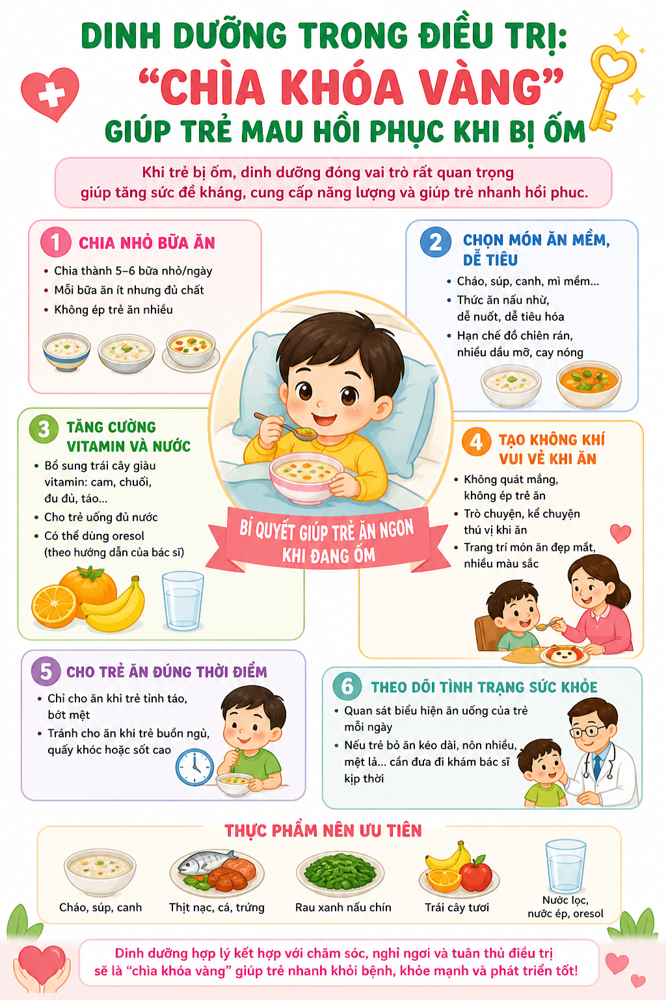 DINH DƯỠNG TRONG ĐIỀU TRỊ:
“CHÌA KHÓA VÀNG”
GIÚP TRẺ MAU HỒI PHỤC KHI BỊ ỐM
Khi trẻ bị ốm, dinh dưỡng đóng vai trò rất quan trọng
giúp tăng sức đề kháng, cung cấp năng lượng và giúp trẻ nhanh hồi phuc.
1 CHIA NHỎ BỮA ĂN
• Chia thành 5–6 bữa nhỏ/ngày
• Mỗi bữa ăn ít nhưng đủ chất
• Không ép trẻ ăn nhiều
2 CHỌN MÓN ĂN MỀM,
DỄ TIÊU
• Cháo, súp, canh, mì mềm...
• Thức ăn nấu nhừ,
dễ nuốt, dễ tiêu hóa
• Hạn chế đồ chiên rán,
nhiều dầu mỡ, cay nóng
3 TĂNG CƯỜNG
VITAMIN VÀ NƯỚC
• Bổ sung trái cây giàu
vitamin: cam, chuối,
đu đủ, táo...
• Cho trẻ uống đủ nước
• Có thể dùng oresol
(theo hướng dẫn của bác sĩ)
4 TẠO KHÔNG KHÍ
VUI VẺ KHI ĂN
• Không quát mắng,
không ép trẻ ăn
• Trò chuyện, kể chuyện
thú vị khi ăn
• Trang trí món ăn đẹp mắt,
nhiều màu sắc
BÍ QUYẾT GIÚP TRẺ ĂN NGON
KHI ĐANG ỐM
5 CHO TRẺ ĂN ĐÚNG THỜI ĐIỂM
• Chỉ cho ăn khi trẻ tỉnh táo,
bớt mệt
• Tránh cho ăn khi trẻ buồn ngủ,
quấy khóc hoặc sốt cao
6 THEO DÕI TÌNH TRẠNG SỨC KHỎE
• Quan sát biểu hiện ăn uống của trẻ
mỗi ngày
• Nếu trẻ bỏ ăn kéo dài, nôn nhiều,
mệt lả... cần đưa đi khám bác sĩ
kịp thời
THỰC PHẨM NÊN ƯU TIÊN
Cháo, súp, canh
Thịt nạc, cá, trứng
Rau xanh nấu chín
Trái cây tươi
Nước lọc,
nước ép, oresol
Dinh dưỡng hợp lý kết hợp với chăm sóc, nghỉ ngơi và tuân thủ điều trị
sẽ là “chìa khóa vàng” giúp trẻ nhanh khỏi bệnh, khỏe mạnh và phát triển tốt!